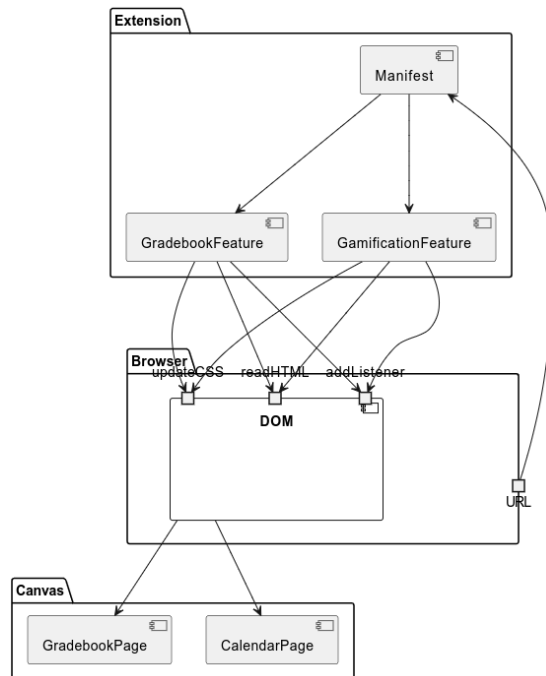 Extension
Manifest
GradebookFeature
GamificationFeature
Browser
updateCSS
readHTML
addListener
DOM
URL
Canvas
GradebookPage
CalendarPage